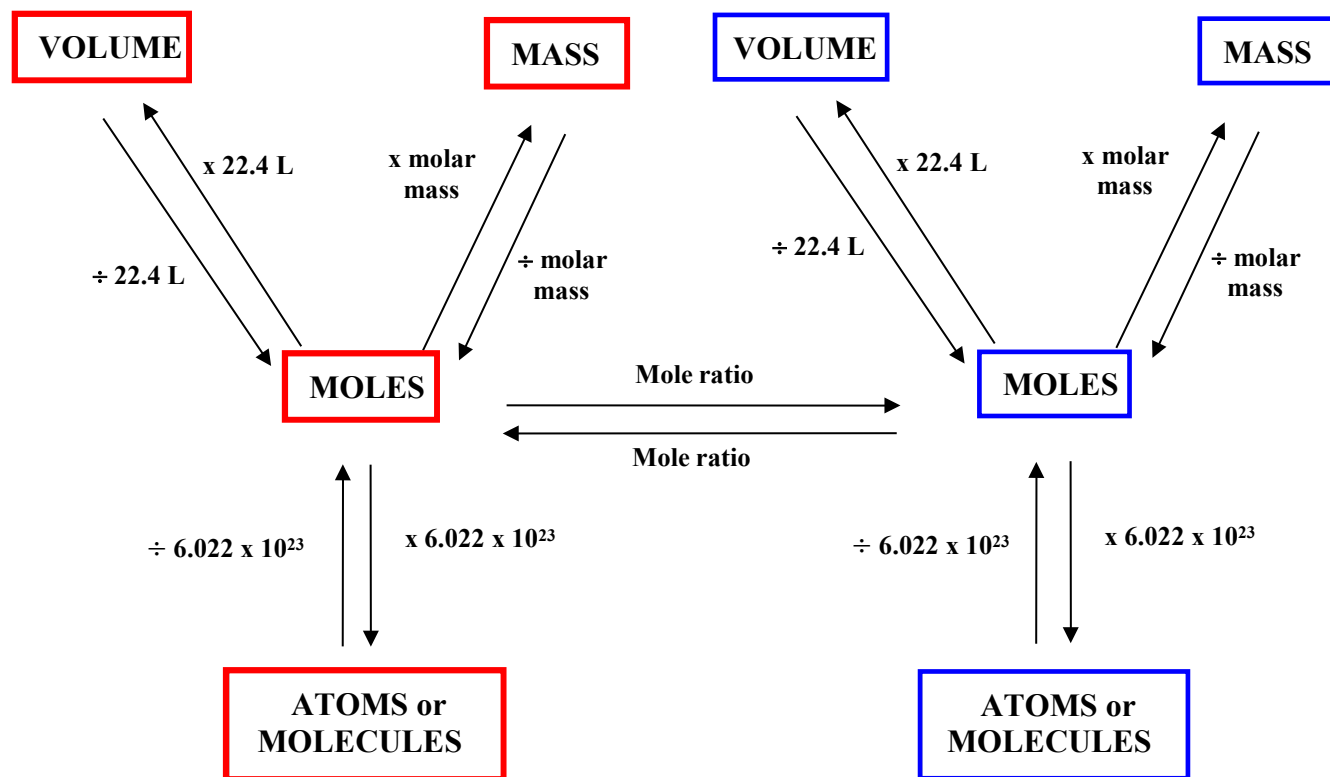 VOLUME
MASS
VOLUME
MASS
x 22.4 L
x molar
mass
÷ 22.4 L
÷ molar
mass
x 22.4 L
x molar
mass
÷ 22.4 L
÷ molar
mass
MOLES
Mole ratio
Mole ratio
MOLES
÷ 6.022 x 10²³
x 6.022 x 10²³
÷ 6.022 x 10²³
x 6.022 x 10²³
ATOMS or
MOLECULES
ATOMS or
MOLECULES